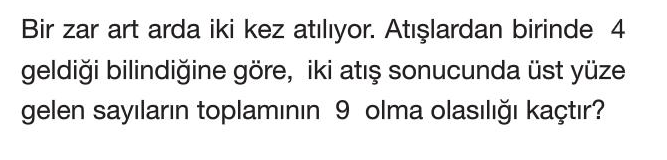 Bir zar art arda iki kez atılıyor. Atışlardan birinde 4
geldiği bilindiğine göre, iki atış sonucunda üst yüze
gelen sayıların toplamının 9 olma olasılığı kaçtır?